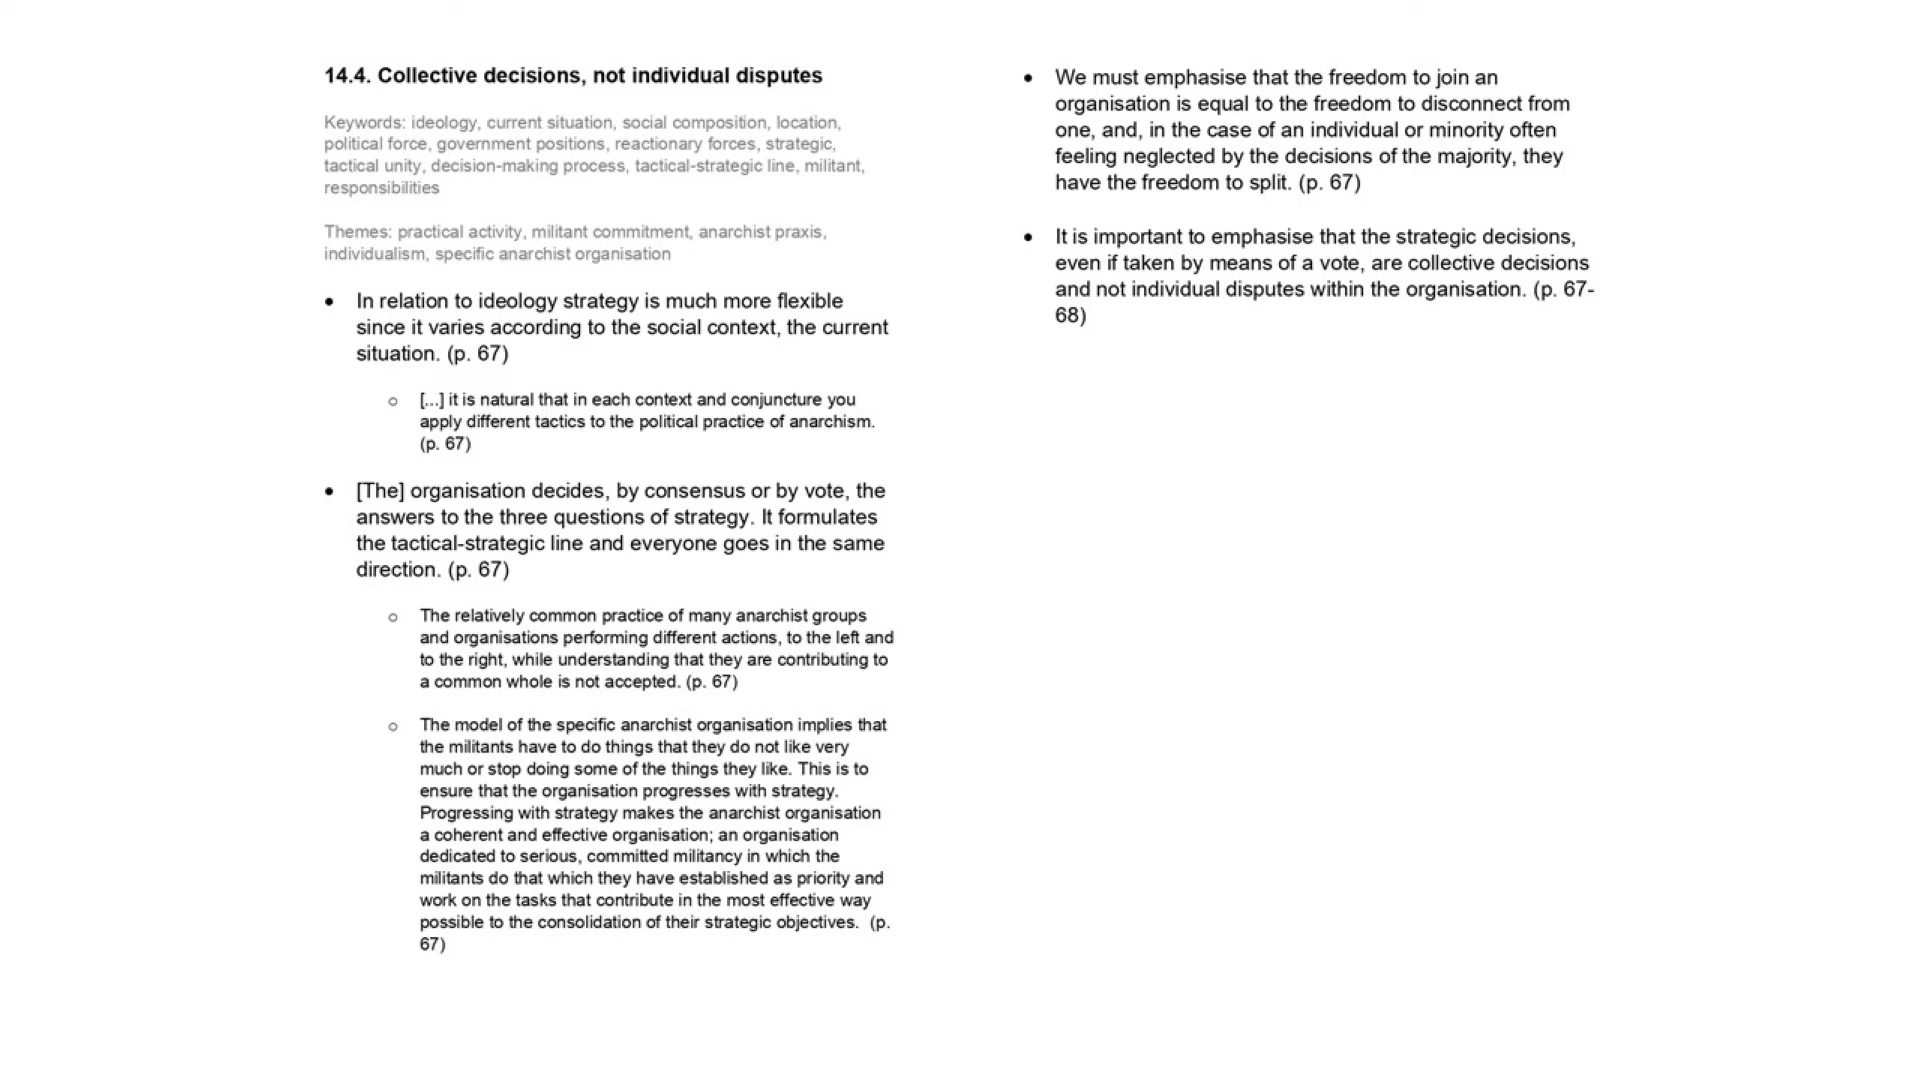 14.4. Collective decisions, not individual disputes
Keywords: ideology, current situation, social composition, location,
political force, government positions, reactionary forces, strategic,
tactical unity, decision-making process, tactical-strategic line, militant,
responsibilities
Themes: practical activity, militant commitment, anarchist praxis,
individualism, specific anarchist organisation
• In relation to ideology strategy is much more flexible
since it varies according to the social context, the current
situation. (p. 67)
o [...] it is natural that in each context and conjuncture you
apply different tactics to the political practice of anarchism.
(p. 67)
• [The] organisation decides, by consensus or by vote, the
answers to the three questions of strategy. It formulates
the tactical-strategic line and everyone goes in the same
direction. (p. 67)
o The relatively common practice of many anarchist groups
and organisations performing different actions, to the left and
to the right, while understanding that they are contributing to
a common whole is not accepted. (p. 67)
o The model of the specific anarchist organisation implies that
the militants have to do things that they do not like very
much or stop doing some of the things they like. This is to
ensure that the organisation progresses with strategy.
Progressing with strategy makes the anarchist organisation
a coherent and effective organisation; an organisation
dedicated to serious, committed militancy in which the
militants do that which they have established as priority and
work on the tasks that contribute in the most effective way
possible to the consolidation of their strategic objectives. (p.
67)
• We must emphasise that the freedom to join an
organisation is equal to the freedom to disconnect from
one, and, in the case of an individual or minority often
feeling neglected by the decisions of the majority, they
have the freedom to split. (p. 67)
• It is important to emphasise that the strategic decisions,
even if taken by means of a vote, are collective decisions
and not individual disputes within the organisation. (p. 67-
68)